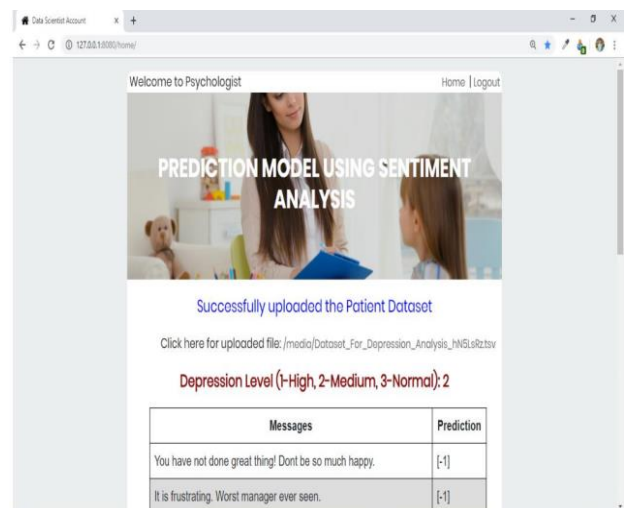 Data Scientist Account
127.0.0.1:8080/home/
Welcome to Psychologist
Home | Logout
PREDICTION MODEL USING SENTIMENT
ANALYSIS
Successfully uploaded the Patient Dataset
Click here for uploaded file: /media/Dataset_For_Depression_Analysis_hN5LsRz.tsv
Depression Level (1-High, 2-Medium, 3-Normal): 2
Messages Prediction
You have not done great thing! Dont be so much happy. [-1]
It is frustrating. Worst manager ever seen. [-1]